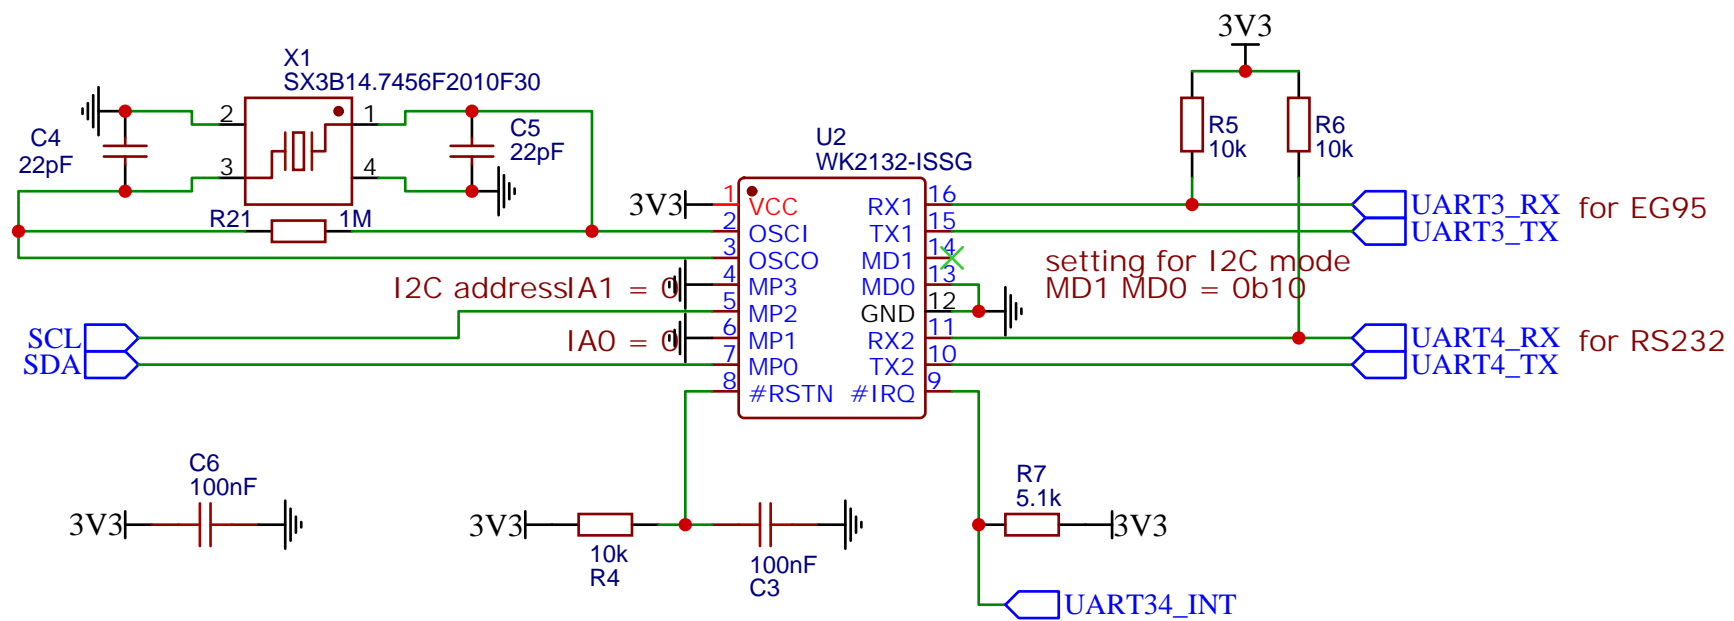 3V3
X1
SX3B14.7456F2010F30
2
1
C4
22pF
C5
22pF
3
4
R21
1M
R5
10k
R6
10k
U2
WK2132-ISSG
3V3
1
VCC
2
OSCI
3
OSCO
4
MP3
5
MP2
6
MP1
7
MP0
8
#RSTN
16
RX1
15
TX1
14
MD1
13
MD0
12
GND
11
RX2
10
TX2
9
#IRQ
UART3_RX for EG95
UART3_TX
setting for I2C mode
MD1 MD0 = 0b10
I2C addressIA1 = 0
IA0 = 0
SCL
SDA
UART4_RX for RS232
UART4_TX
C6
100nF
3V3
3V3
10k
R4
100nF
C3
R7
5.1k
3V3
UART34_INT